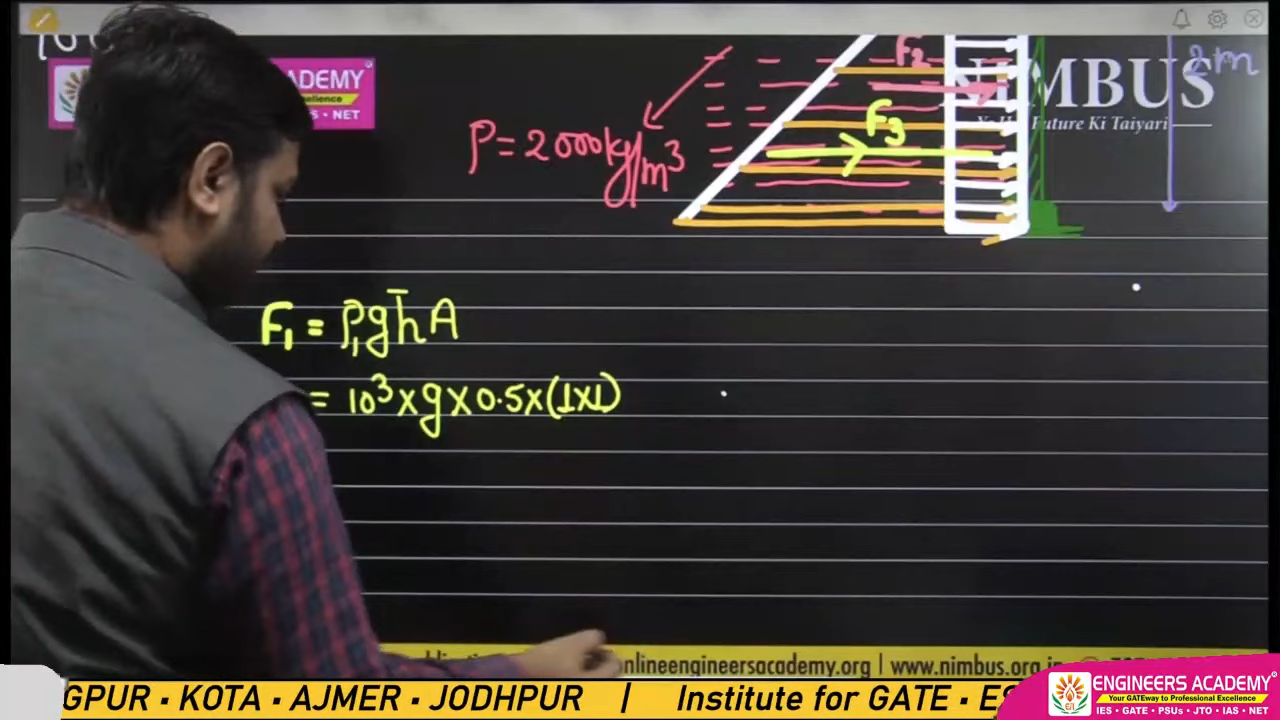 ACADEMY
F₂
2m
NIMBUS
Future Ki Taiyari
F₃
ρ = 2000kg/m³
F₁ = ρ₁gh̄A
= 10³×g×0.5×(1×1)
onlineengineersacademy.org | www.nimbus.org.in
GPUR · KOTA · AJMER · JODHPUR | Institute for GATE · ES
ENGINEERS ACADEMY
Your GATEway to Professional Excellence
IES · GATE · PSUs · JTO · IAS · NET